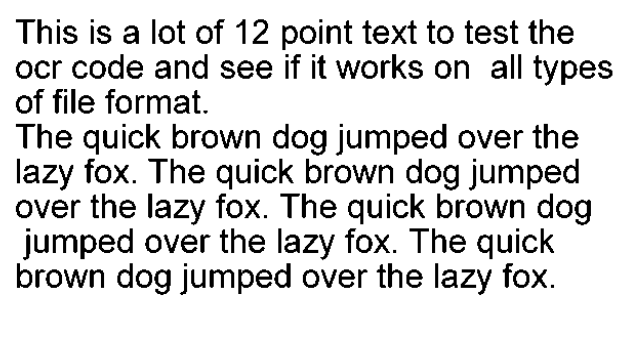 This is a lot of 12 point text to test the
ocr code and see if it works on  all types
of file format.
The quick brown dog jumped over the
lazy fox. The quick brown dog jumped
over the lazy fox. The quick brown dog
 jumped over the lazy fox. The quick
brown dog jumped over the lazy fox.